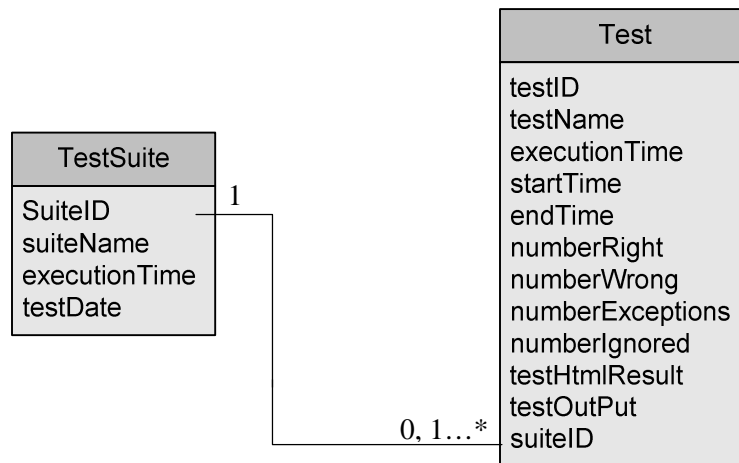 TestSuite
SuiteID
suiteName
executionTime
testDate
1
0, 1…*
Test
testID
testName
executionTime
startTime
endTime
numberRight
numberWrong
numberExceptions
numberIgnored
testHtmlResult
testOutPut
suiteID